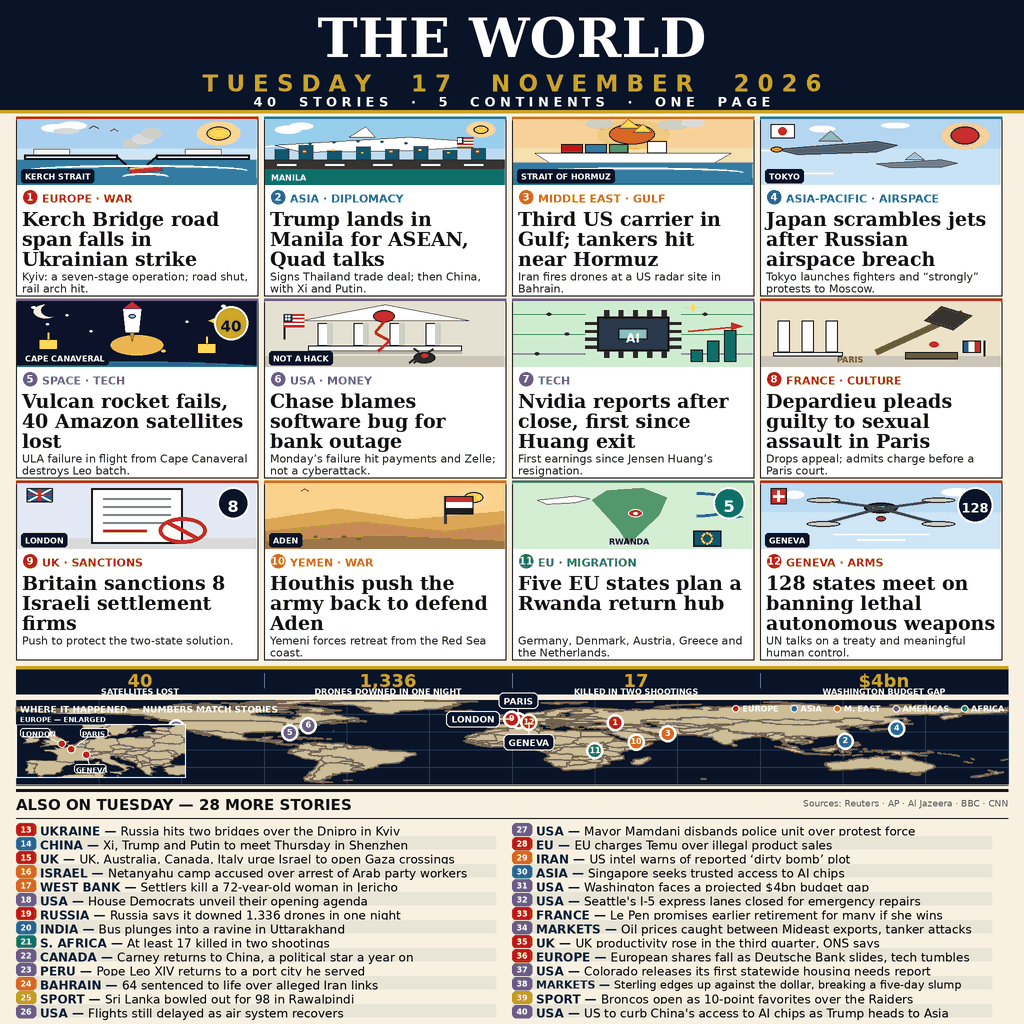 THE WORLD
TUESDAY 17 NOVEMBER 2026
40 STORIES · 5 CONTINENTS · ONE PAGE
KERCH STRAIT
1 EUROPE · WAR
Kerch Bridge road
span falls in
Ukrainian strike
Kyiv: a seven-stage operation; road shut,
rail arch hit.
MANILA
2 ASIA · DIPLOMACY
Trump lands in
Manila for ASEAN,
Quad talks
Signs Thailand trade deal; then China,
with Xi and Putin.
STRAIT OF HORMUZ
3 MIDDLE EAST · GULF
Third US carrier in
Gulf; tankers hit
near Hormuz
Iran fires drones at a US radar site in
Bahrain.
TOKYO
4 ASIA-PACIFIC · AIRSPACE
Japan scrambles jets
after Russian
airspace breach
Tokyo launches fighters and “strongly”
protests to Moscow.
40
CAPE CANAVERAL
5 SPACE · TECH
Vulcan rocket fails,
40 Amazon satellites
lost
ULA failure in flight from Cape Canaveral
destroys Leo batch.
NOT A HACK
6 USA · MONEY
Chase blames
software bug for
bank outage
Monday’s failure hit payments and Zelle;
not a cyberattack.
AI
7 TECH
Nvidia reports after
close, first since
Huang exit
First earnings since Jensen Huang’s
resignation.
PARIS
8 FRANCE · CULTURE
Depardieu pleads
guilty to sexual
assault in Paris
Drops appeal; admits charge before a
Paris court.
8
LONDON
9 UK · SANCTIONS
Britain sanctions 8
Israeli settlement
firms
Push to protect the two-state solution.
ADEN
10 YEMEN · WAR
Houthis push the
army back to defend
Aden
Yemeni forces retreat from the Red Sea
coast.
5
RWANDA
11 EU · MIGRATION
Five EU states plan a
Rwanda return hub
Germany, Denmark, Austria, Greece and
the Netherlands.
128
GENEVA
12 GENEVA · ARMS
128 states meet on
banning lethal
autonomous weapons
UN talks on a treaty and meaningful
human control.
40
SATELLITES LOST
1,336
DRONES DOWNED IN ONE NIGHT
17
KILLED IN TWO SHOOTINGS
$4bn
WASHINGTON BUDGET GAP
WHERE IT HAPPENED — NUMBERS MATCH STORIES
EUROPE ASIA M. EAST AMERICAS AFRICA
EUROPE — ENLARGED
LONDON
PARIS
GENEVA
PARIS
LONDON
GENEVA
5
6
9
12
1
3
10
11
2
4
ALSO ON TUESDAY — 28 MORE STORIES
Sources: Reuters · AP · Al Jazeera · BBC · CNN
13 UKRAINE — Russia hits two bridges over the Dnipro in Kyiv
14 CHINA — Xi, Trump and Putin to meet Thursday in Shenzhen
15 UK — UK, Australia, Canada, Italy urge Israel to open Gaza crossings
16 ISRAEL — Netanyahu camp accused over arrest of Arab party workers
17 WEST BANK — Settlers kill a 72-year-old woman in Jericho
18 USA — House Democrats unveil their opening agenda
19 RUSSIA — Russia says it downed 1,336 drones in one night
20 INDIA — Bus plunges into a ravine in Uttarakhand
21 S. AFRICA — At least 17 killed in two shootings
22 CANADA — Carney returns to China, a political star a year on
23 PERU — Pope Leo XIV returns to a port city he served
24 BAHRAIN — 64 sentenced to life over alleged Iran links
25 SPORT — Sri Lanka bowled out for 98 in Rawalpindi
26 USA — Flights still delayed as air system recovers
27 USA — Mayor Mamdani disbands police unit over protest force
28 EU — EU charges Temu over illegal product sales
29 IRAN — US intel warns of reported ‘dirty bomb’ plot
30 ASIA — Singapore seeks trusted access to AI chips
31 USA — Washington faces a projected $4bn budget gap
32 USA — Seattle's I-5 express lanes closed for emergency repairs
33 FRANCE — Le Pen promises earlier retirement for many if she wins
34 MARKETS — Oil prices caught between Mideast exports, tanker attacks
35 UK — UK productivity rose in the third quarter, ONS says
36 EUROPE — European shares fall as Deutsche Bank slides, tech tumbles
37 USA — Colorado releases its first statewide housing needs report
38 MARKETS — Sterling edges up against the dollar, breaking a five-day slump
39 SPORT — Broncos open as 10-point favorites over the Raiders
40 USA — US to curb China's access to AI chips as Trump heads to Asia